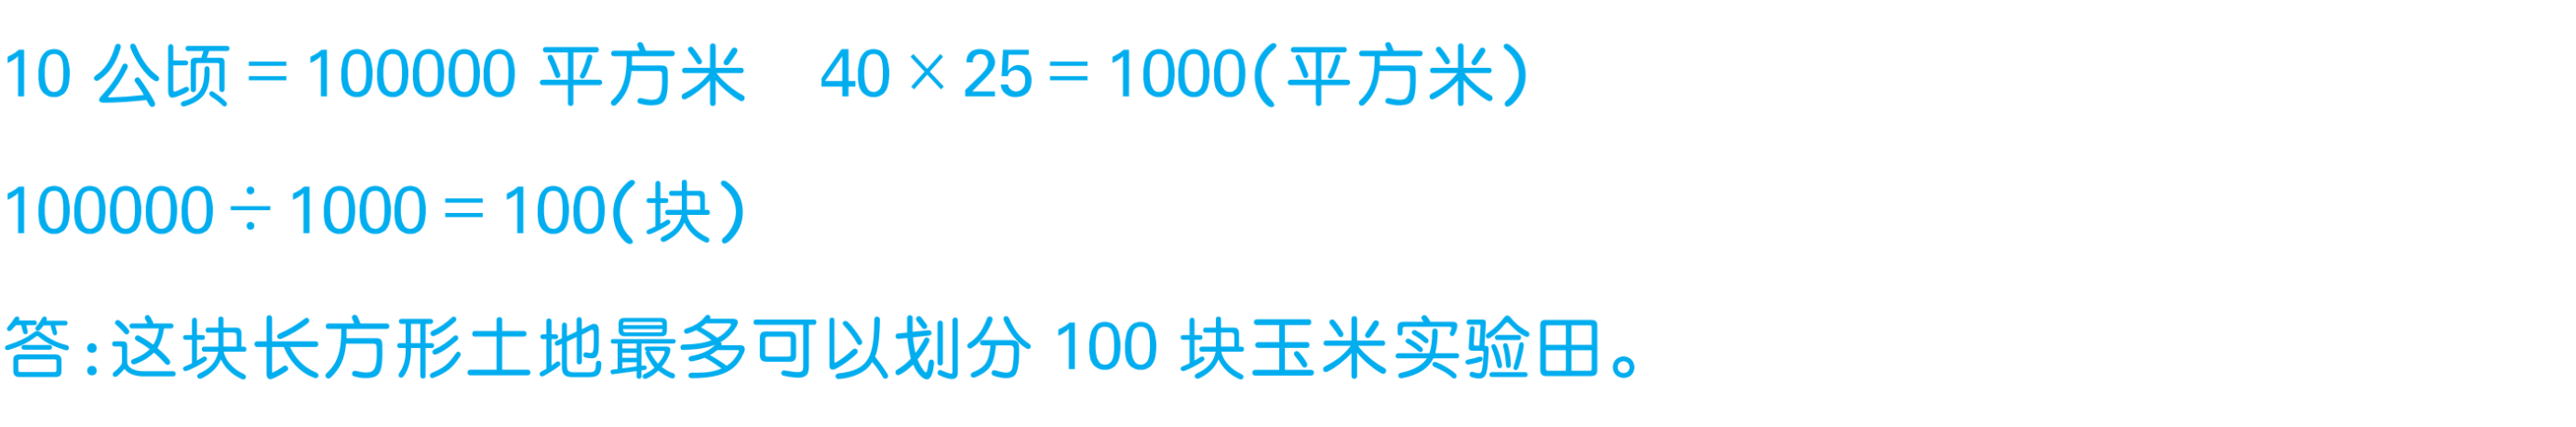 10 公顷=100000 平方米 40×25=1000(平方米)
100000÷1000=100(块)
答:这块长方形土地最多可以划分 100 块玉米实验田。